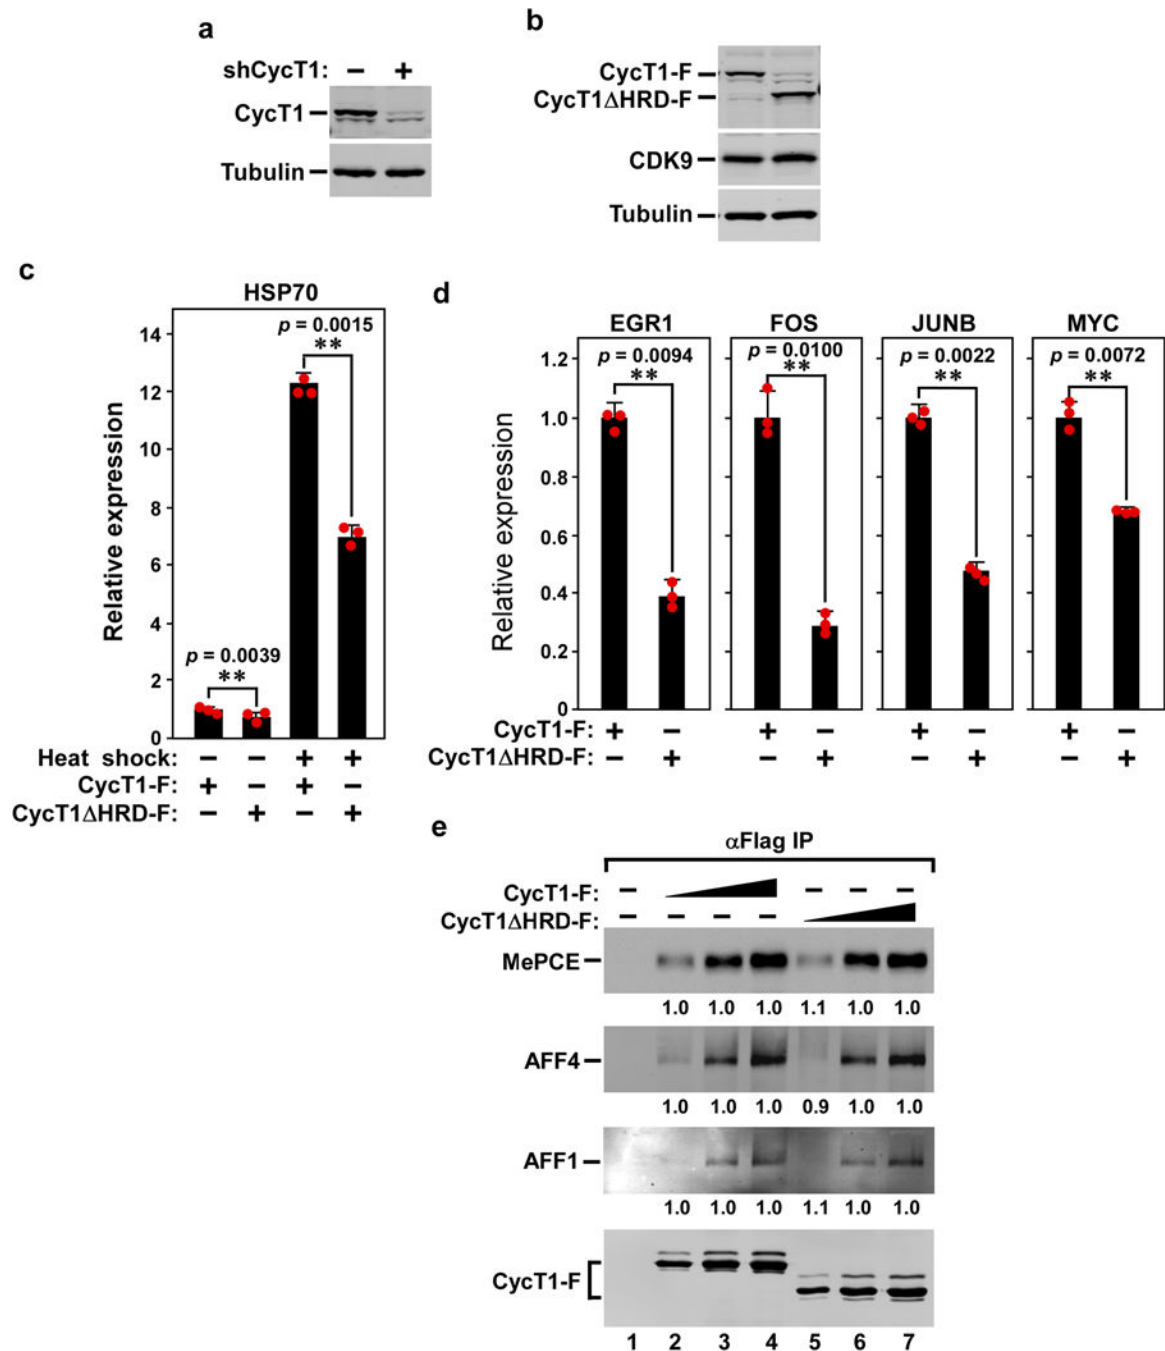 a
shCycT1: – +
CycT1
Tubulin
b
CycT1-F
CycT1ΔHRD-F
CDK9
Tubulin
c
HSP70
p = 0.0015
**
p = 0.0039
**
Relative expression
14
12
10
8
6
4
2
0
Heat shock: – – + +
CycT1-F: + – + –
CycT1ΔHRD-F: – + – +
d
EGR1 FOS JUNB MYC
p = 0.0094 p = 0.0100 p = 0.0022 p = 0.0072
** ** ** **
Relative expression
1.2
1.0
0.8
0.6
0.4
0.2
0
CycT1-F: + – + – + – + –
CycT1ΔHRD-F: – + – + – + – +
e
αFlag IP
CycT1-F: – – – –
CycT1ΔHRD-F: – – – –
MePCE
1.0 1.0 1.0 1.1 1.0 1.0
AFF4
1.0 1.0 1.0 0.9 1.0 1.0
AFF1
1.0 1.0 1.0 1.1 1.0 1.0
CycT1-F
1 2 3 4 5 6 7